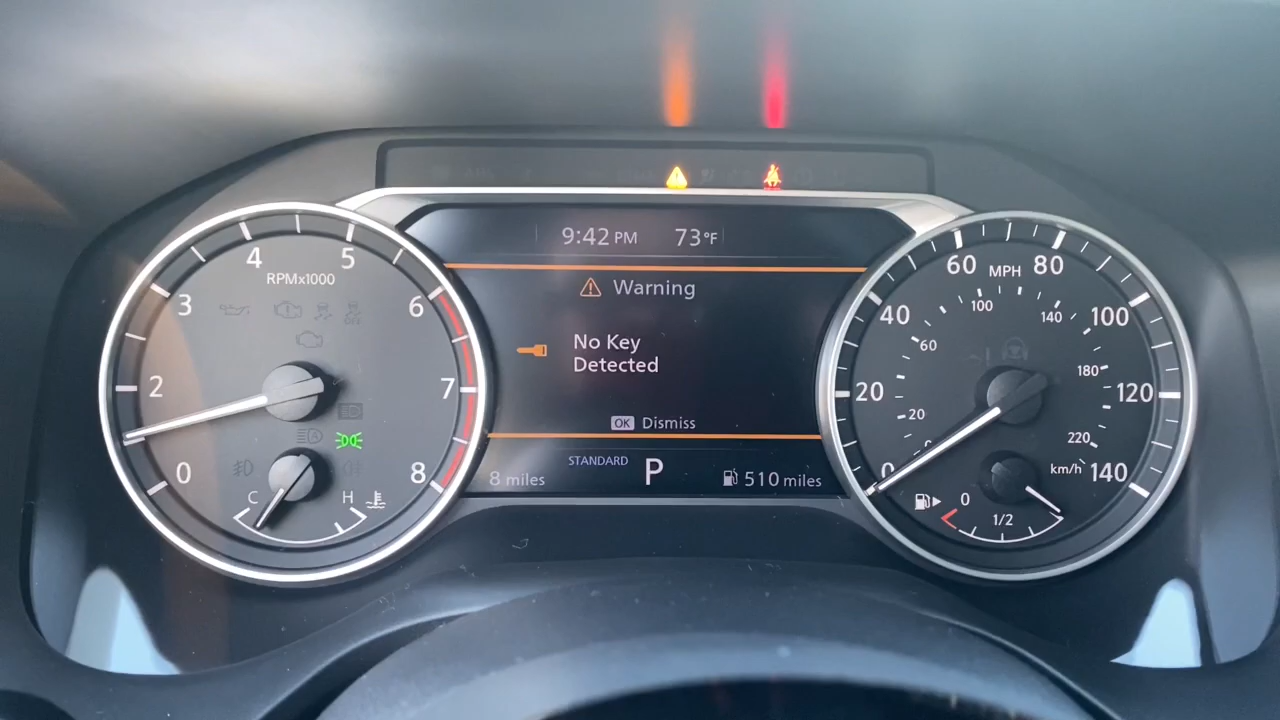 9:42 PM 73°F
Warning
No Key
Detected
OK Dismiss
STANDARD
8 miles P 510 miles
RPMx1000
0
2
3
4
5
6
7
8
C H
MPH
0
20
40
60
80
100
120
140
0
20
60
100
140
180
220
km/h
0
1/2